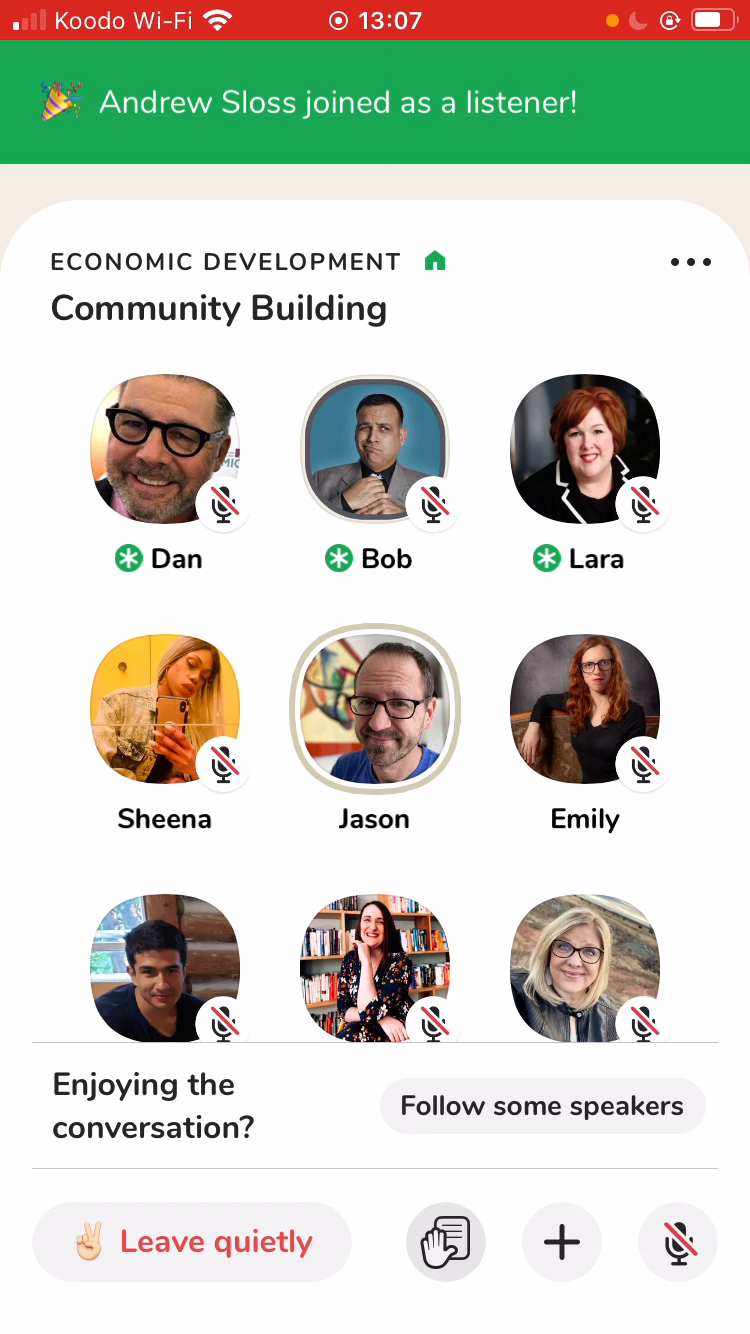 Koodo Wi-Fi 13:07
Andrew Sloss joined as a listener!
ECONOMIC DEVELOPMENT
Community Building
Dan Bob Lara
Sheena Jason Emily
Enjoying the
conversation?
Follow some speakers
Leave quietly